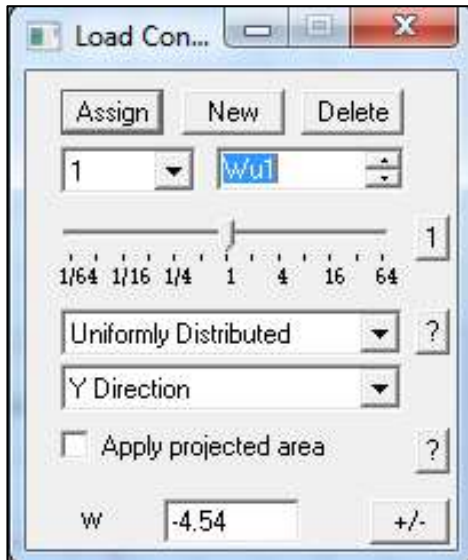 Load Con...
Assign New Delete
1 Wu1
1
1/64 1/16 1/4 1 4 16 64
Uniformly Distributed ?
Y Direction
Apply projected area ?
w -4.54 +/-